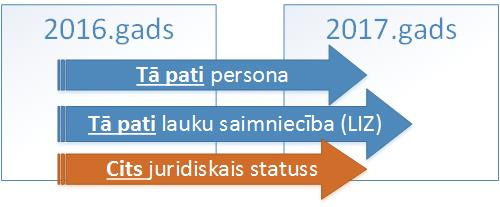 2016.gads
2017.gads
Tā pati persona
Tā pati lauku saimniecība (LIZ)
Cits juridiskais statuss